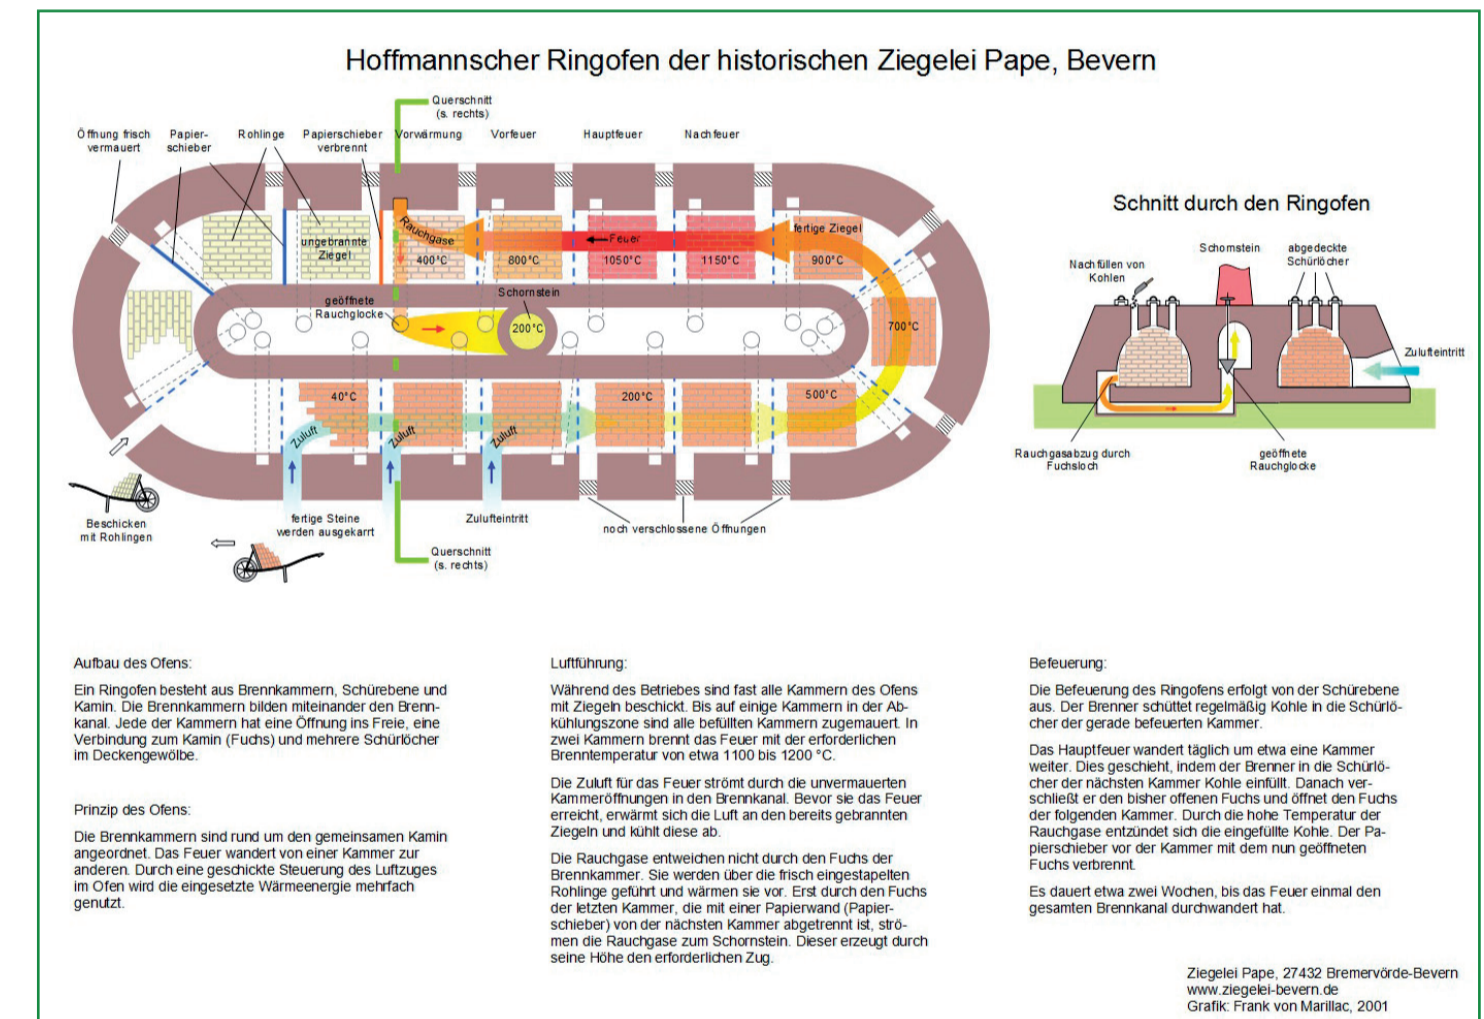 Hoffmannscher Ringofen der historischen Ziegelei Pape, Bevern
Querschnitt
(s. rechts)
Öffnung frisch
vermauert
Papier-
schieber
Rohlinge
Papierschieber
verbrennt
Vorwärmung
Vorfeuer
Hauptfeuer
Nachfeuer
ungebrannte
Ziegel
Rauchgase
400°C
800°C
Feuer
1050°C
1150°C
fertige Ziegel
900°C
geöffnete
Rauchglocke
Schornstein
200°C
700°C
40°C
200°C
500°C
Zuluft
Zuluft
Zuluft
Beschicken
mit Rohlingen
fertige Steine
werden ausgekarrt
Zulufteintritt
noch verschlossene Öffnungen
Querschnitt
(s. rechts)
Schnitt durch den Ringofen
Schornstein
abgedeckte
Schürlöcher
Nachfüllen von
Kohlen
Zulufteintritt
Rauchgasabzug durch
Fuchsloch
geöffnete
Rauchglocke
Aufbau des Ofens:
Ein Ringofen besteht aus Brennkammern, Schürebene und
Kamin. Die Brennkammern bilden miteinander den Brenn-
kanal. Jede der Kammern hat eine Öffnung ins Freie, eine
Verbindung zum Kamin (Fuchs) und mehrere Schürlöcher
im Deckengewölbe.
Prinzip des Ofens:
Die Brennkammern sind rund um den gemeinsamen Kamin
angeordnet. Das Feuer wandert von einer Kammer zur
anderen. Durch eine geschickte Steuerung des Luftzuges
im Ofen wird die eingesetzte Wärmeenergie mehrfach
genutzt.
Luftführung:
Während des Betriebes sind fast alle Kammern des Ofens
mit Ziegeln beschickt. Bis auf einige Kammern in der Ab-
kühlungszone sind alle befüllten Kammern zugemauert. In
zwei Kammern brennt das Feuer mit der erforderlichen
Brenntemperatur von etwa 1100 bis 1200 °C.
Die Zuluft für das Feuer strömt durch die unvermauerten
Kammeröffnungen in den Brennkanal. Bevor sie das Feuer
erreicht, erwärmt sich die Luft an den bereits gebrannten
Ziegeln und kühlt diese ab.
Die Rauchgase entweichen nicht durch den Fuchs der
Brennkammer. Sie werden über die frisch eingestapelten
Rohlinge geführt und wärmen sie vor. Erst durch den Fuchs
der letzten Kammer, die mit einer Papierwand (Papier-
schieber) von der nächsten Kammer abgetrennt ist, strö-
men die Rauchgase zum Schornstein. Dieser erzeugt durch
seine Höhe den erforderlichen Zug.
Befeuerung:
Die Befeuerung des Ringofens erfolgt von der Schürebene
aus. Der Brenner schüttet regelmäßig Kohle in die Schürlö-
cher der gerade befeuerten Kammer.
Das Hauptfeuer wandert täglich um etwa eine Kammer
weiter. Dies geschieht, indem der Brenner in die Schürlö-
cher der nächsten Kammer Kohle einfüllt. Danach ver-
schließt er den bisher offenen Fuchs und öffnet den Fuchs
der folgenden Kammer. Durch die hohe Temperatur der
Rauchgase entzündet sich die eingefüllte Kohle. Der Pa-
pierschieber vor der Kammer mit dem nun geöffneten
Fuchs verbrennt.
Es dauert etwa zwei Wochen, bis das Feuer einmal den
gesamten Brennkanal durchwandert hat.
Ziegelei Pape, 27432 Bremervörde-Bevern
www.ziegelei-bevern.de
Grafik: Frank von Marillac, 2001